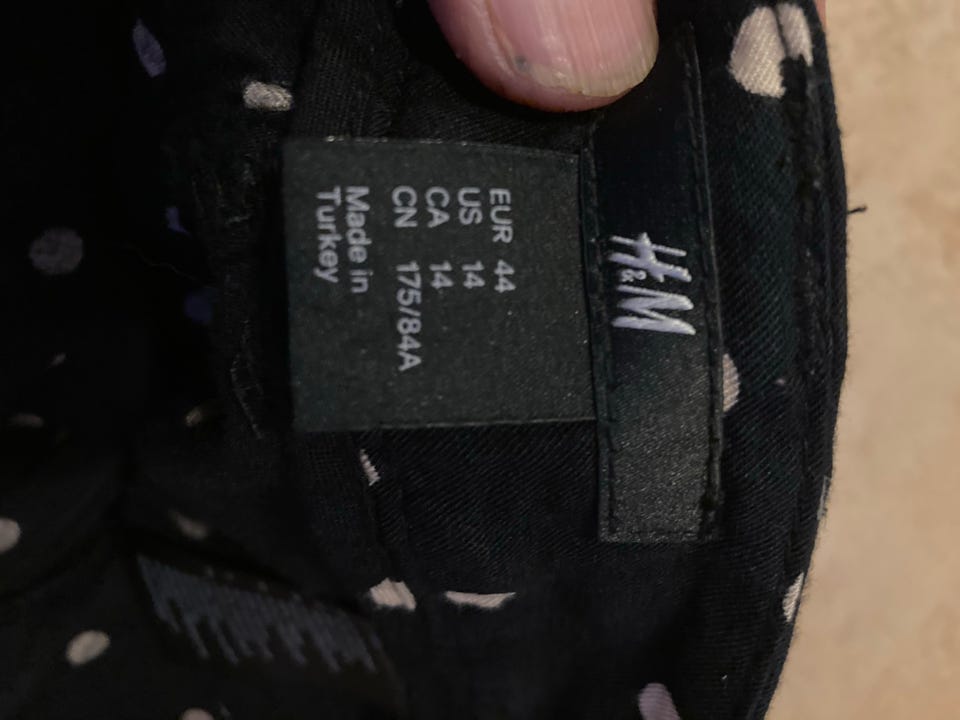 H&M
EUR 44
US 14
CA 14
CN 175/84A
Made in
Turkey